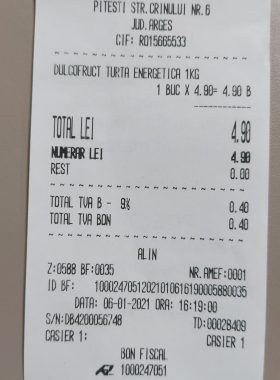 PITESTI STR.CRINULUI NR.6
JUD.ARGES
CIF: RO15665533
DULCOFRUCT TURTA ENERGETICA 1KG
1 BUC X 4.90= 4.90 B
TOTAL LEI 4.90
NUMERAR LEI 4.90
REST 0.00
TOTAL TVA B - 9% 0.40
TOTAL TVA BON 0.40
ALIN
Z:0588 BF:0035 NR.AMEF:0001
ID BF: 10002470512021010616190005880035
DATA: 06-01-2021 ORA: 16:19:00
S/N:DB4200056748 TD:00028409
CASIER 1: CASIER 1
BON FISCAL
1000247051